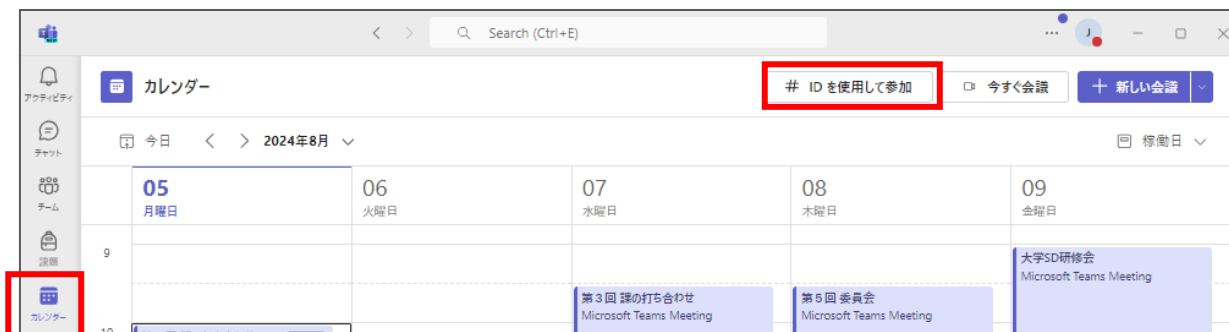 Search (Ctrl+E)
J
アクティビティ
カレンダー
# IDを使用して参加
今すぐ会議
新しい会議
チャット
今日
2024年8月
稼働日
チーム
05
06
07
08
09
月曜日
火曜日
水曜日
木曜日
金曜日
課題
9
大学SD研修会
Microsoft Teams Meeting
カレンダー
第3回 課の打ち合わせ
Microsoft Teams Meeting
第5回 委員会
Microsoft Teams Meeting
10